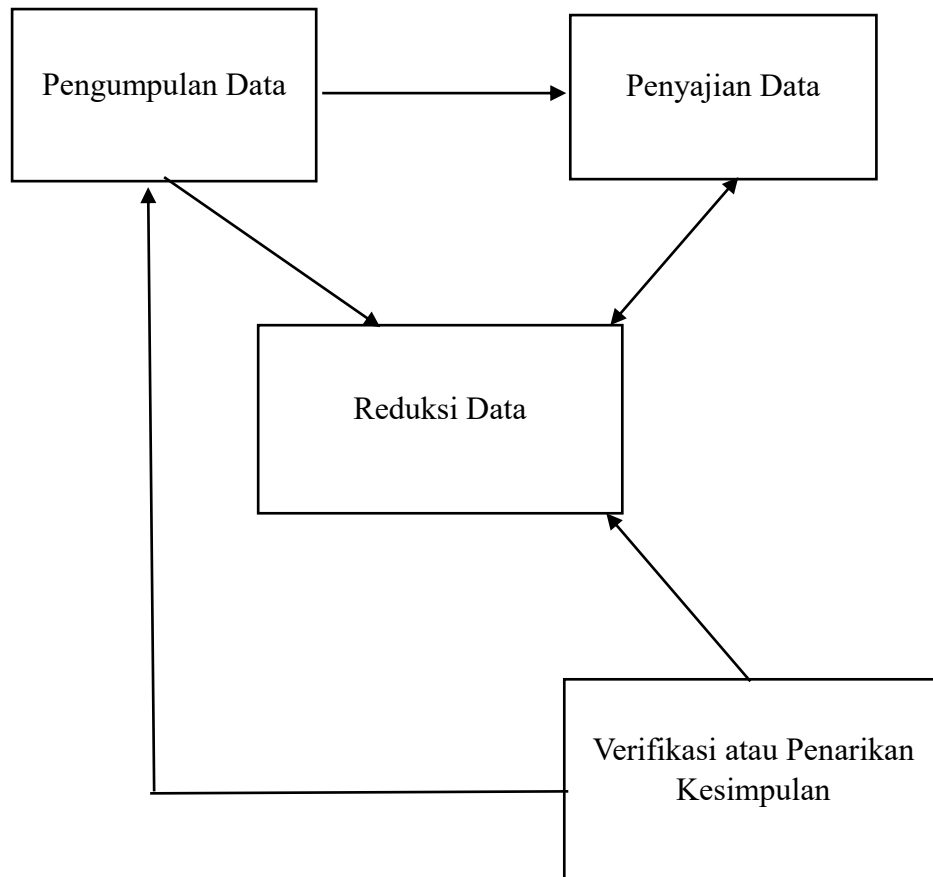 Pengumpulan Data
Penyajian Data
Reduksi Data
Verifikasi atau Penarikan
Kesimpulan